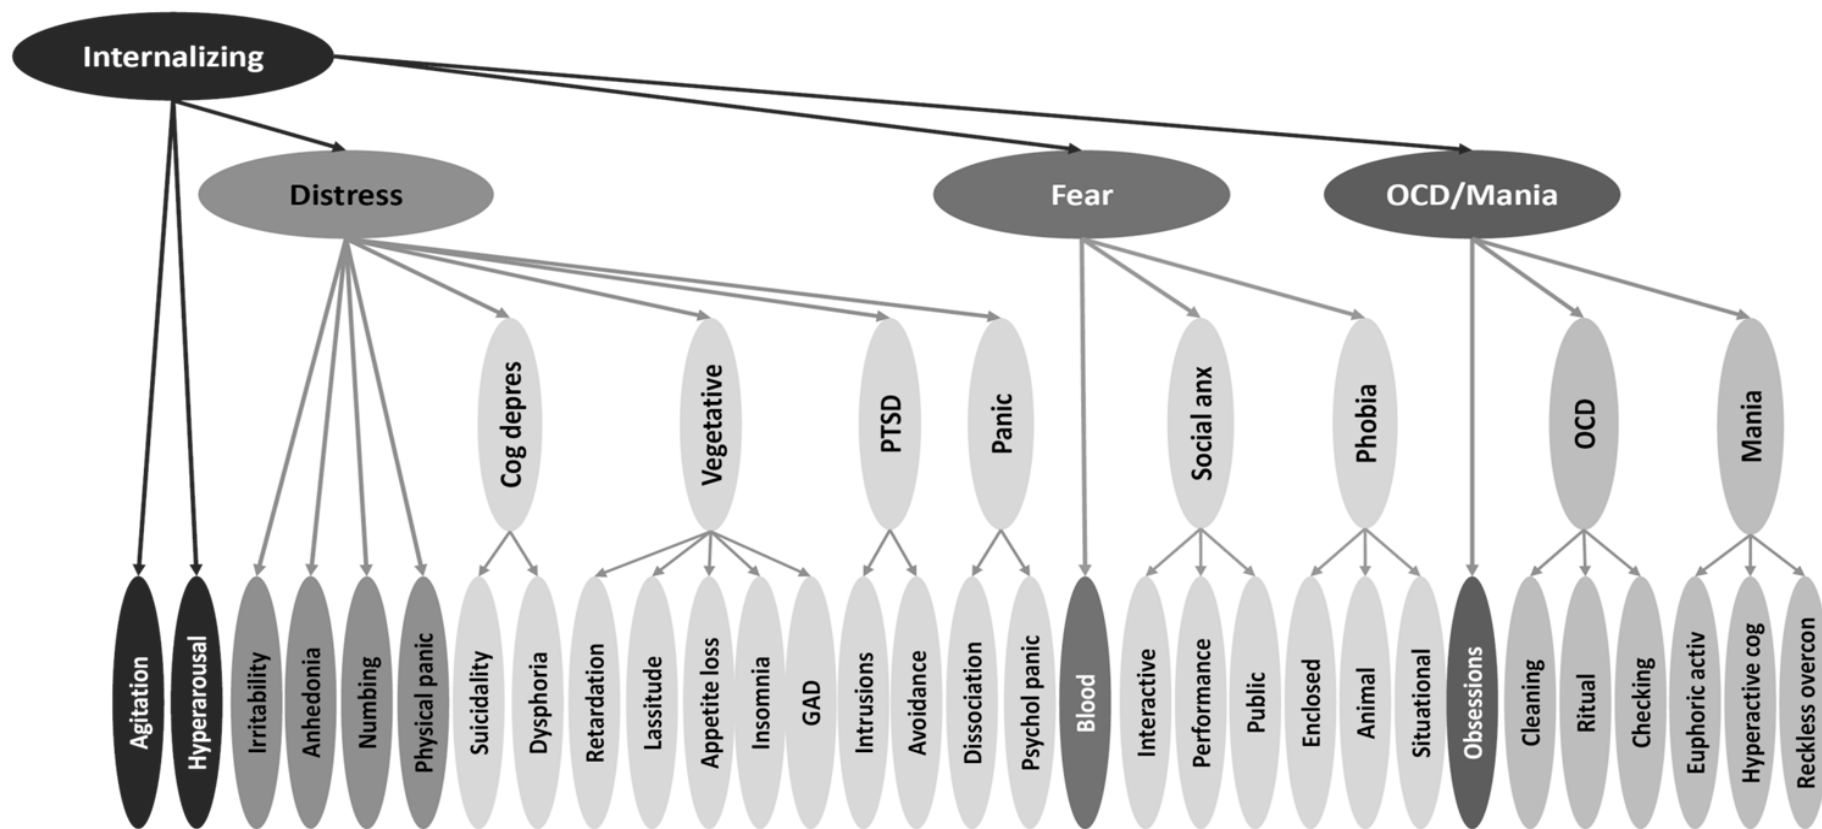 Internalizing
Distress
Fear
OCD/Mania
Cog depres
Vegetative
PTSD
Panic
Social anx
Phobia
OCD
Mania
Agitation
Hyperarousal
Irritability
Anhedonia
Numbing
Physical panic
Suicidality
Dysphoria
Retardation
Lassitude
Appetite loss
Insomnia
GAD
Intrusions
Avoidance
Dissociation
Psychol panic
Blood
Interactive
Performance
Public
Enclosed
Animal
Situational
Obsessions
Cleaning
Ritual
Checking
Euphoric activ
Hyperactive cog
Reckless overcon